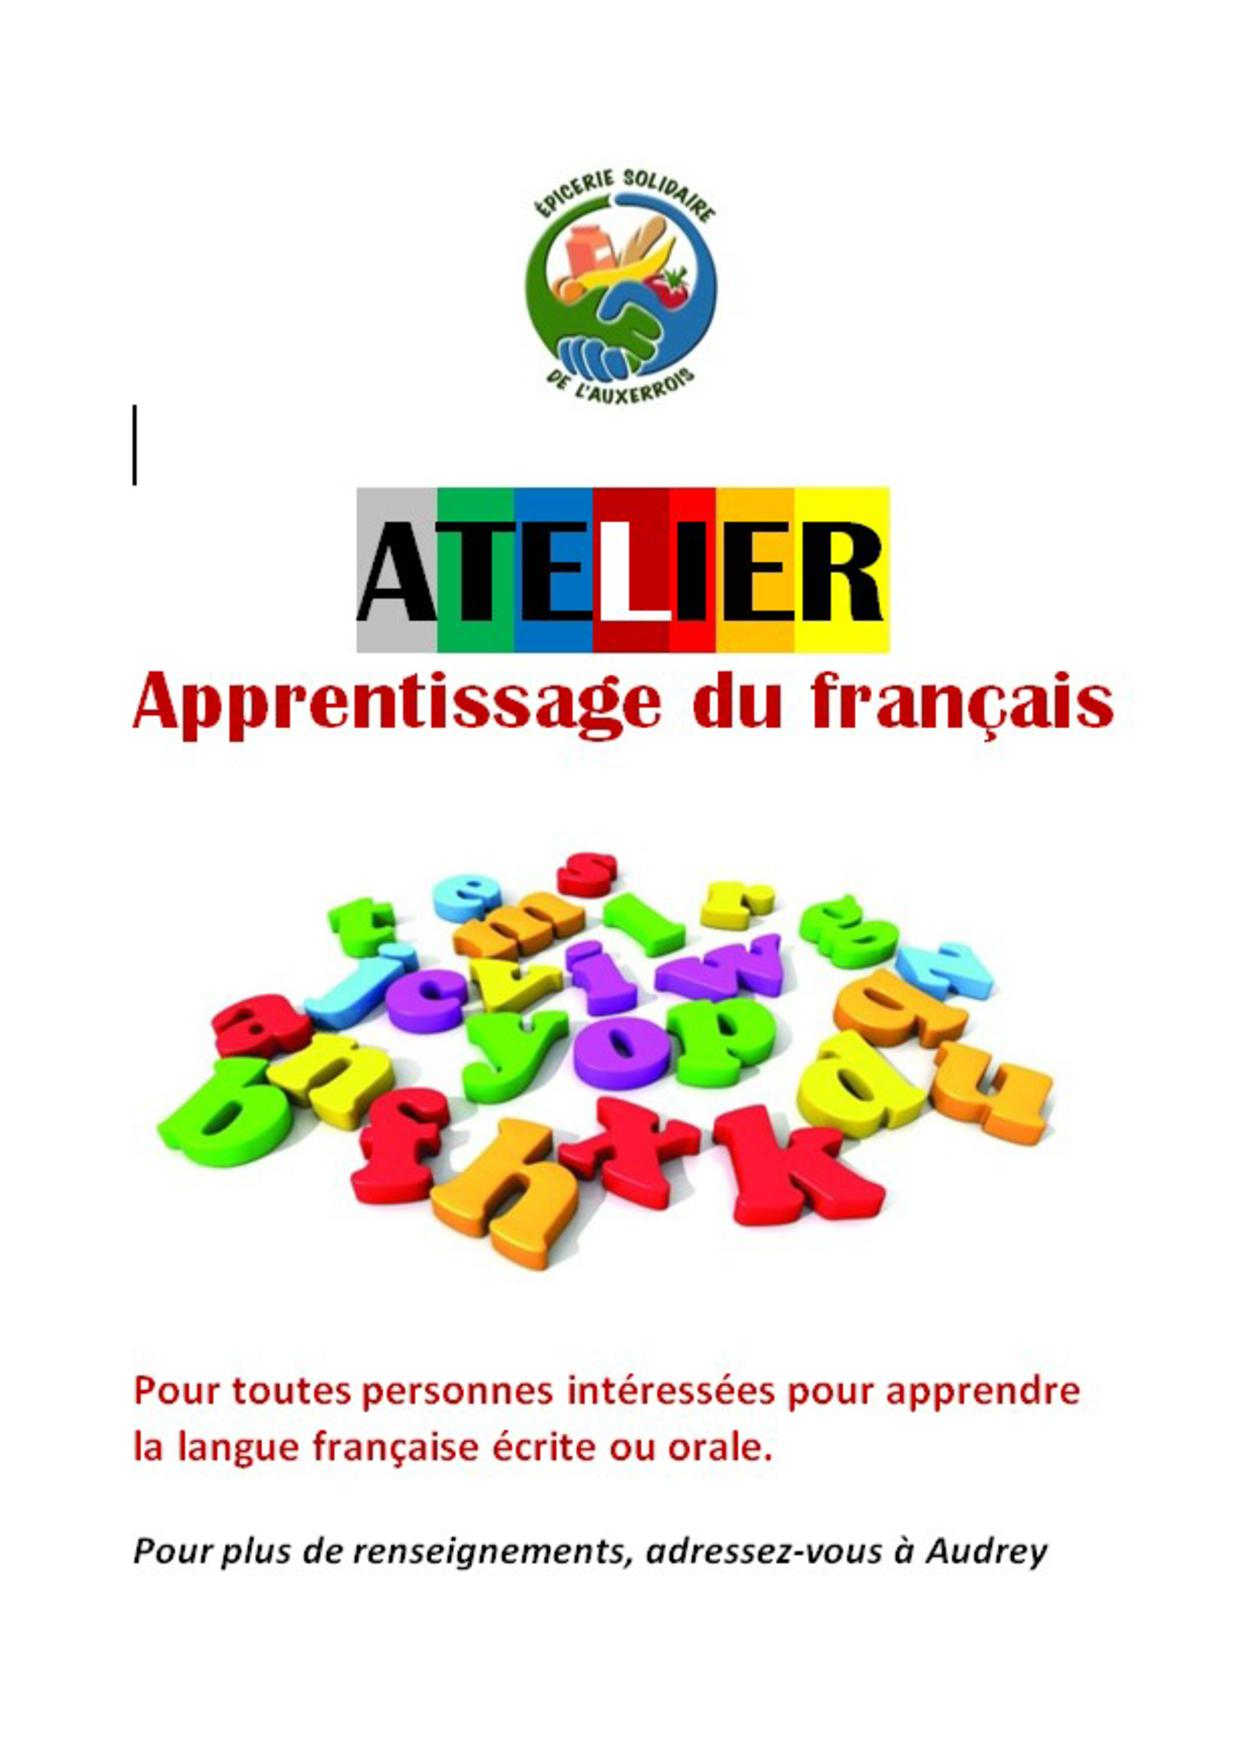 ÉPICERIE SOLIDAIRE
DE L'AUXERROIS
ATELIER
Apprentissage du français
s
e
m
l
r
g
t
j
c
v
i
w
z
a
q
y
o
p
b
n
d
u
f
h
x
k
Pour toutes personnes intéressées pour apprendre
la langue française écrite ou orale.
Pour plus de renseignements, adressez-vous à Audrey